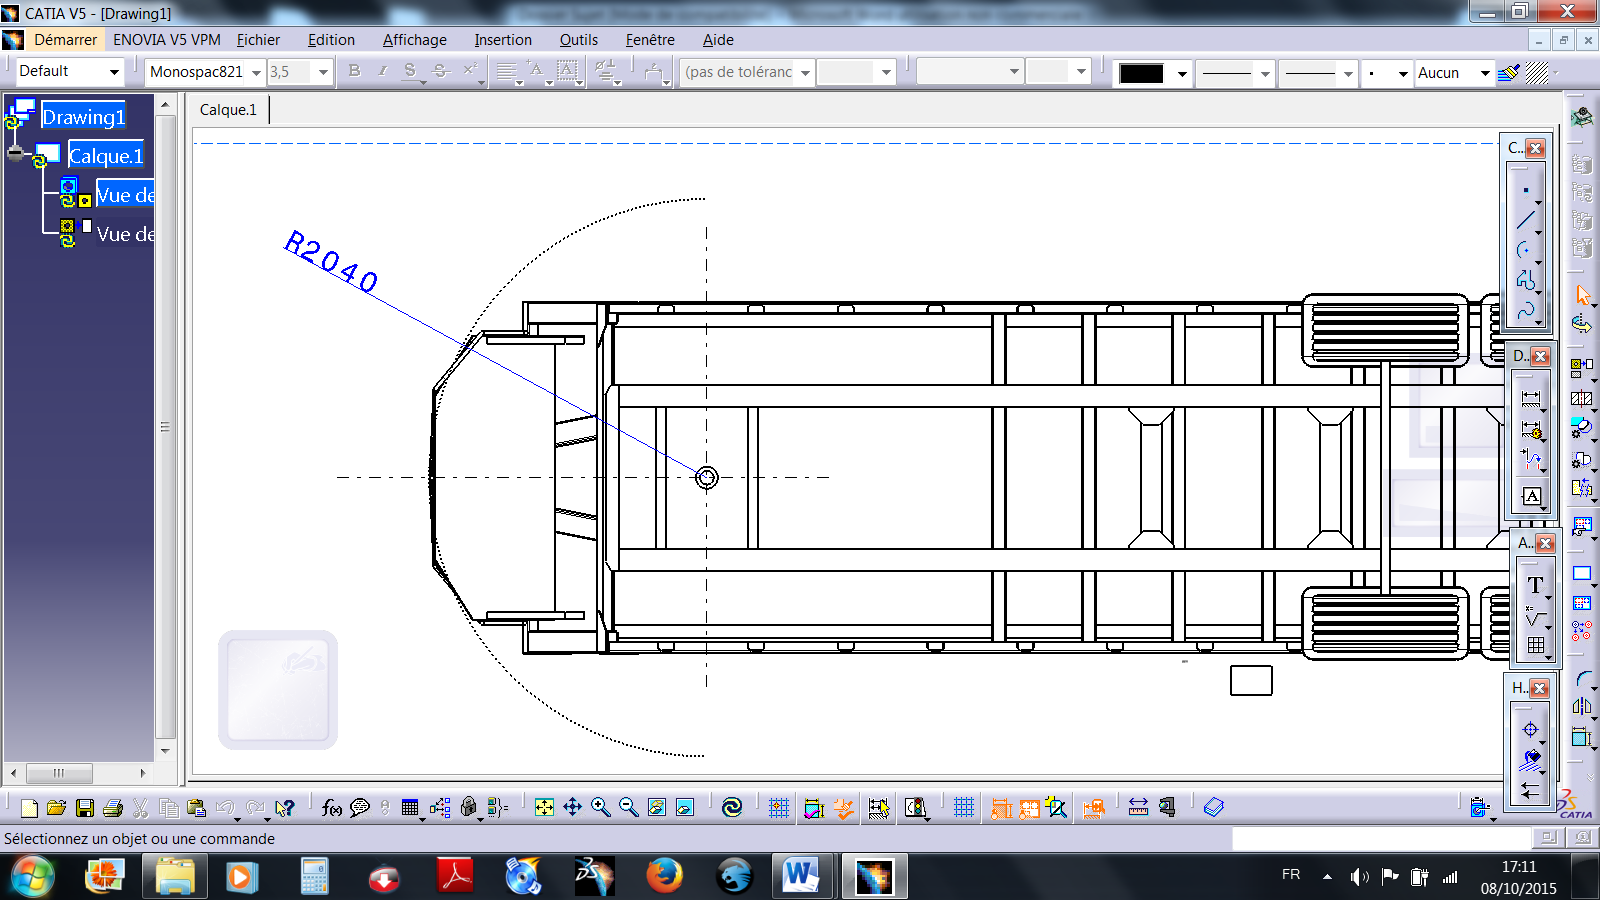 CATIA V5 - [Drawing1]
Démarrer ENOVIA V5 VPM Fichier Edition Affichage Insertion Outils Fenêtre Aide
Default Monospac821 3,5 B I S S x² (pas de toléranc Aucun
Drawing1
Calque.1
Vue de
Vue de
Calque.1
R2040
C..
D..
A..
H..
A
T
f(x)
Sélectionnez un objet ou une commande
CATIA
FR 17:11
08/10/2015